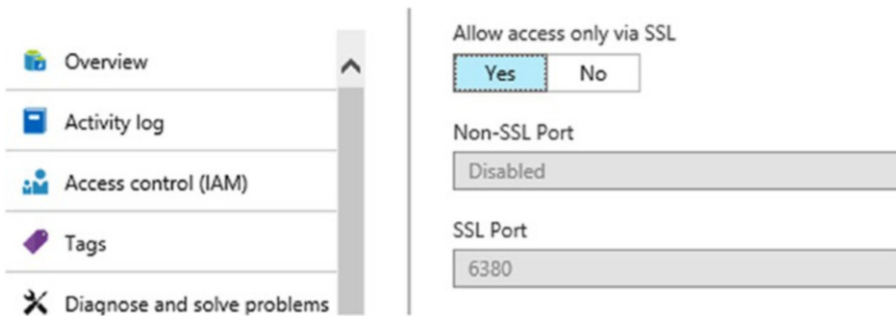 Overview
Activity log
Access control (IAM)
Tags
Diagnose and solve problems
Allow access only via SSL
Yes No
Non-SSL Port
Disabled
SSL Port
6380